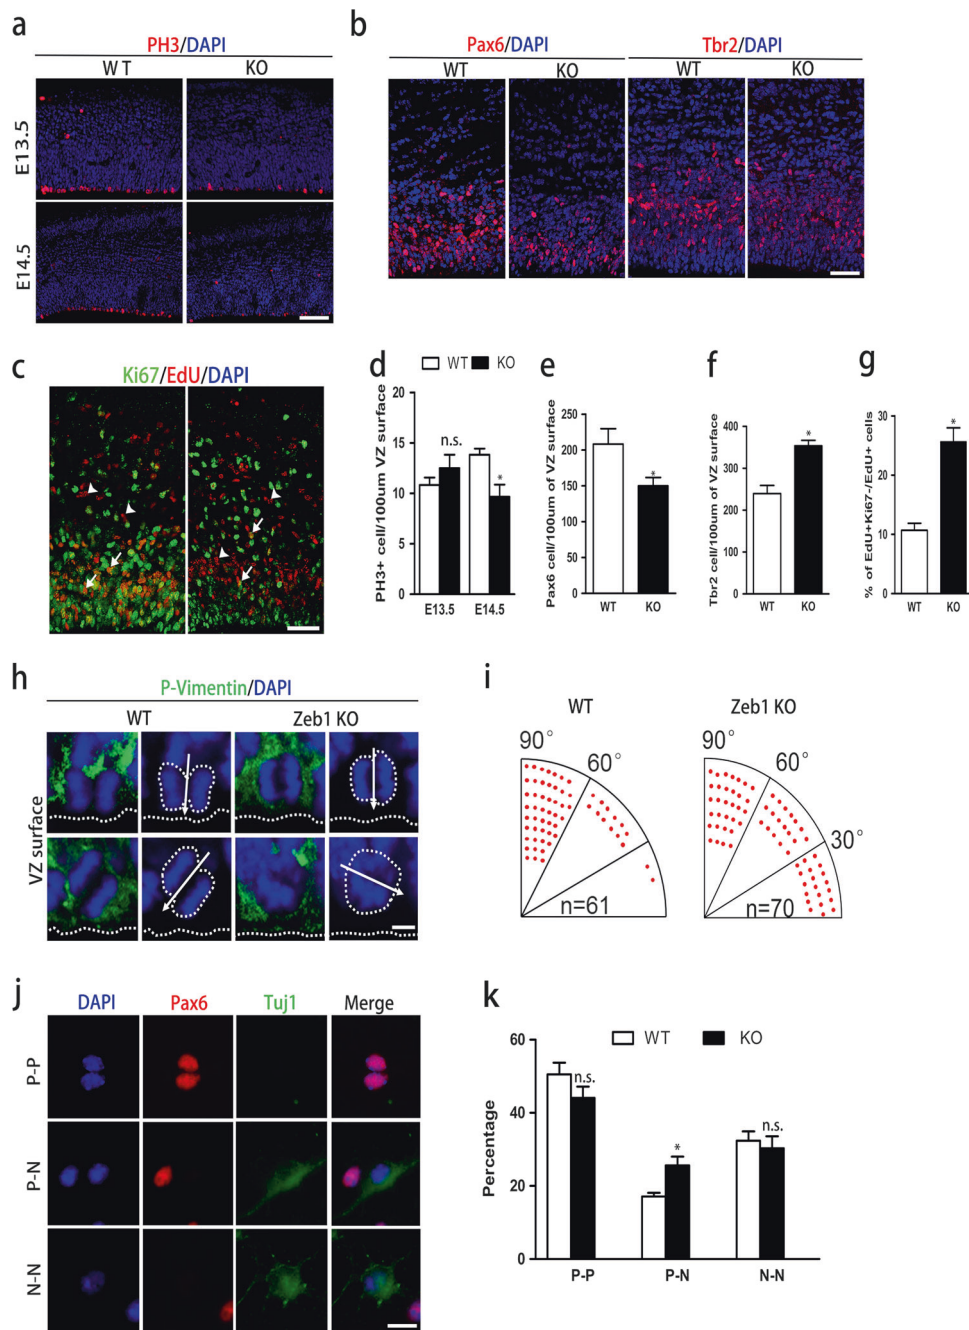 a
PH3/DAPI
WT KO
E13.5
E14.5
b
Pax6/DAPI Tbr2/DAPI
WT KO WT KO
c
Ki67/EdU/DAPI
d
WT KO
PH3+ cell/100um VZ surface
20
15
10
5
0
n.s.
*
E13.5 E14.5
e
Pax6 cell/100um of VZ surface
250
200
150
100
50
0
*
WT KO
f
Tbr2 cell/100um of VZ surface
400
300
200
100
0
*
WT KO
g
% of EdU+Ki67-/EdU+ cells
30
20
10
0
*
WT KO
h
P-Vimentin/DAPI
WT Zeb1 KO
VZ surface
i
WT Zeb1 KO
90° 60°
n=61
90° 60° 30°
n=70
j
DAPI Pax6 Tuj1 Merge
P-P
P-N
N-N
k
WT KO
Percentage
60
40
20
0
n.s.
*
n.s.
P-P P-N N-N